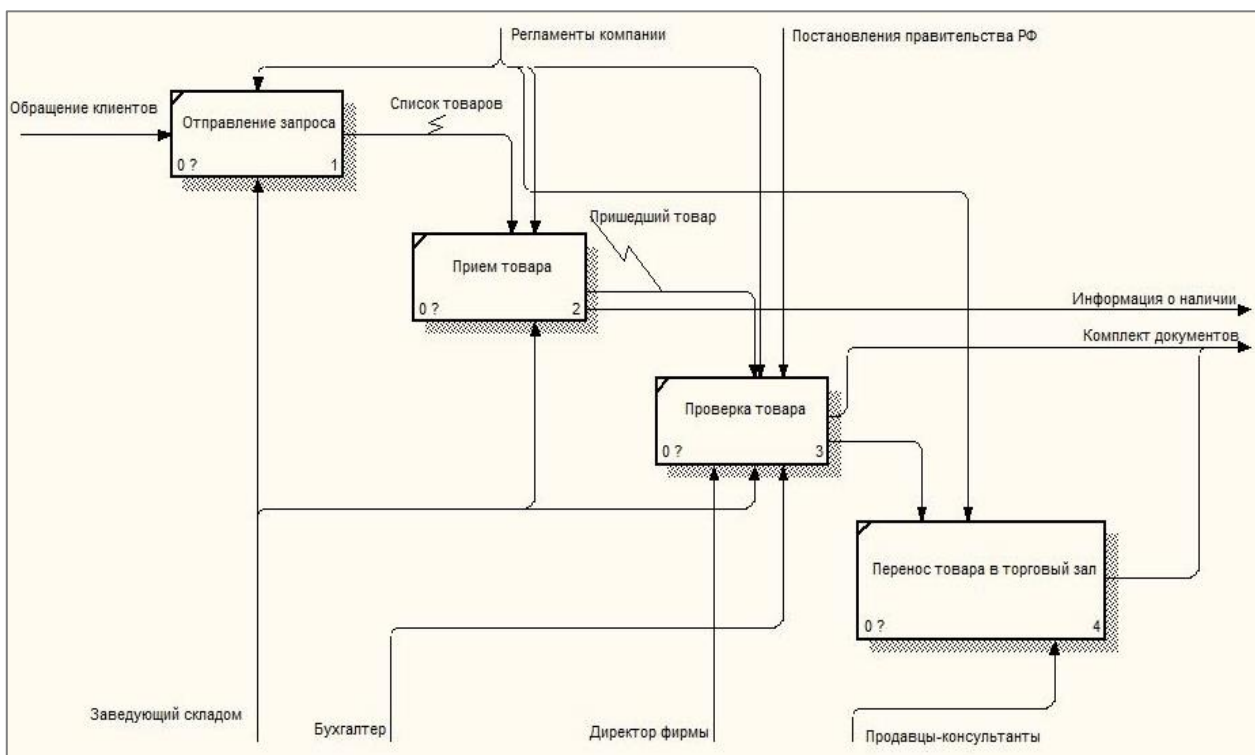 Регламенты компании
Постановления правительства РФ
Обращение клиентов
Список товаров
Отправление запроса
0 ?
1
Пришедший товар
Прием товара
0 ?
2
Информация о наличии
Комплект документов
Проверка товара
0 ?
3
Перенос товара в торговый зал
0 ?
4
Заведующий складом
Бухгалтер
Директор фирмы
Продавцы-консультанты